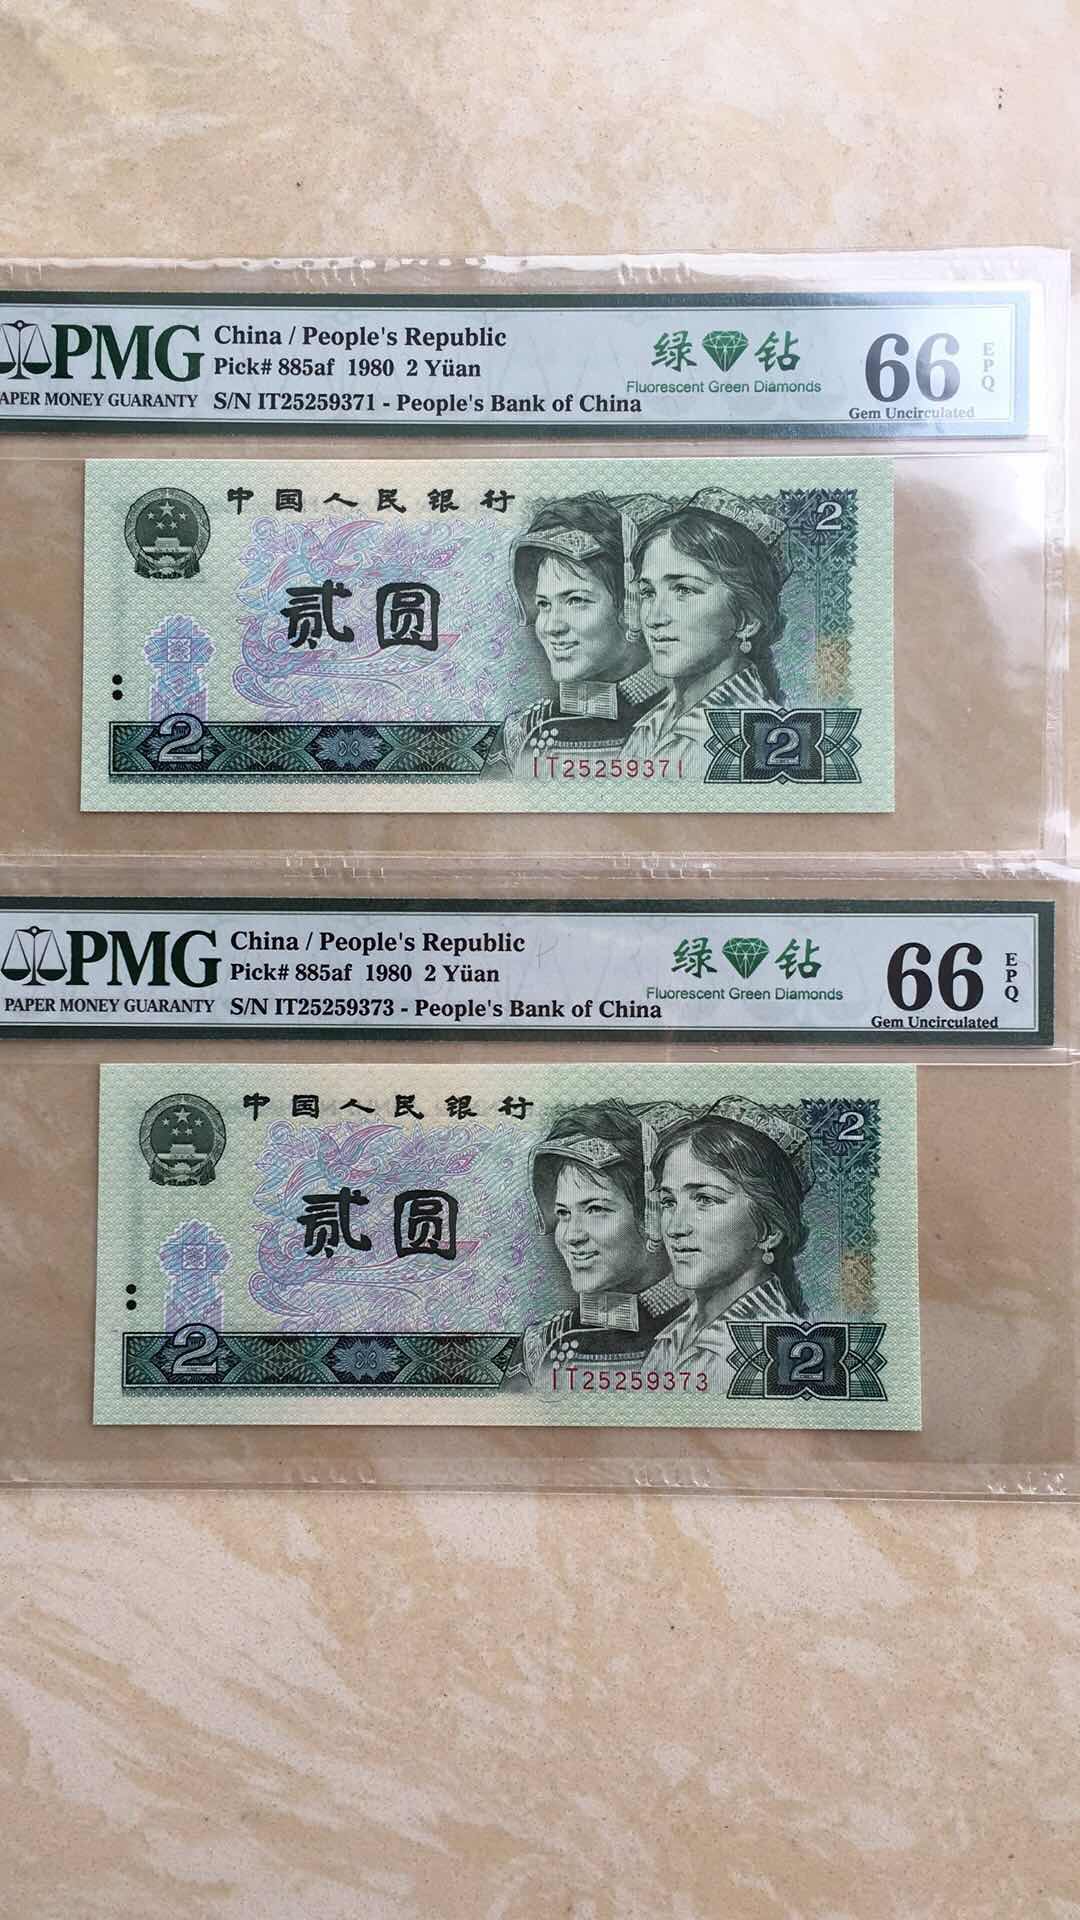 PMG
APER MONEY GUARANTY
China / People's Republic
Pick# 885af 1980 2 Yüan
S/N IT25259371 - People's Bank of China
绿 钻
Fluorescent Green Diamonds
66
EPQ
Gem Uncirculated
中国人民银行
2
贰圆
2
IT25259371
2
PMG
PAPER MONEY GUARANTY
China / People's Republic
Pick# 885af 1980 2 Yüan
S/N IT25259373 - People's Bank of China
绿 钻
Fluorescent Green Diamonds
66
EPQ
Gem Uncirculated
中国人民银行
2
贰圆
2
IT25259373
2